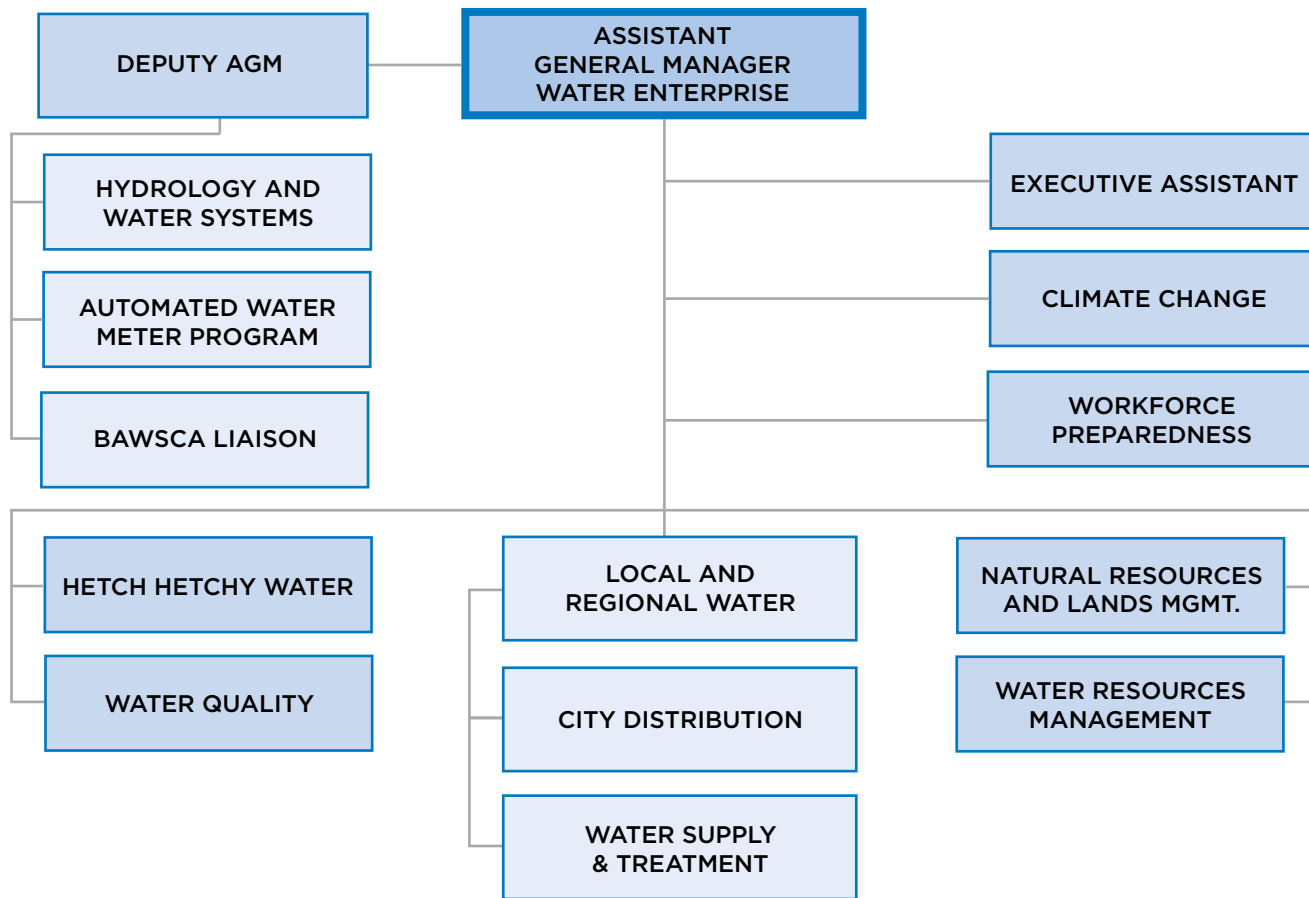 DEPUTY AGM
ASSISTANT
GENERAL MANAGER
WATER ENTERPRISE
HYDROLOGY AND
WATER SYSTEMS
AUTOMATED WATER
METER PROGRAM
BAWSCA LIAISON
EXECUTIVE ASSISTANT
CLIMATE CHANGE
WORKFORCE
PREPAREDNESS
HETCH HETCHY WATER
WATER QUALITY
LOCAL AND
REGIONAL WATER
CITY DISTRIBUTION
WATER SUPPLY
& TREATMENT
NATURAL RESOURCES
AND LANDS MGMT.
WATER RESOURCES
MANAGEMENT